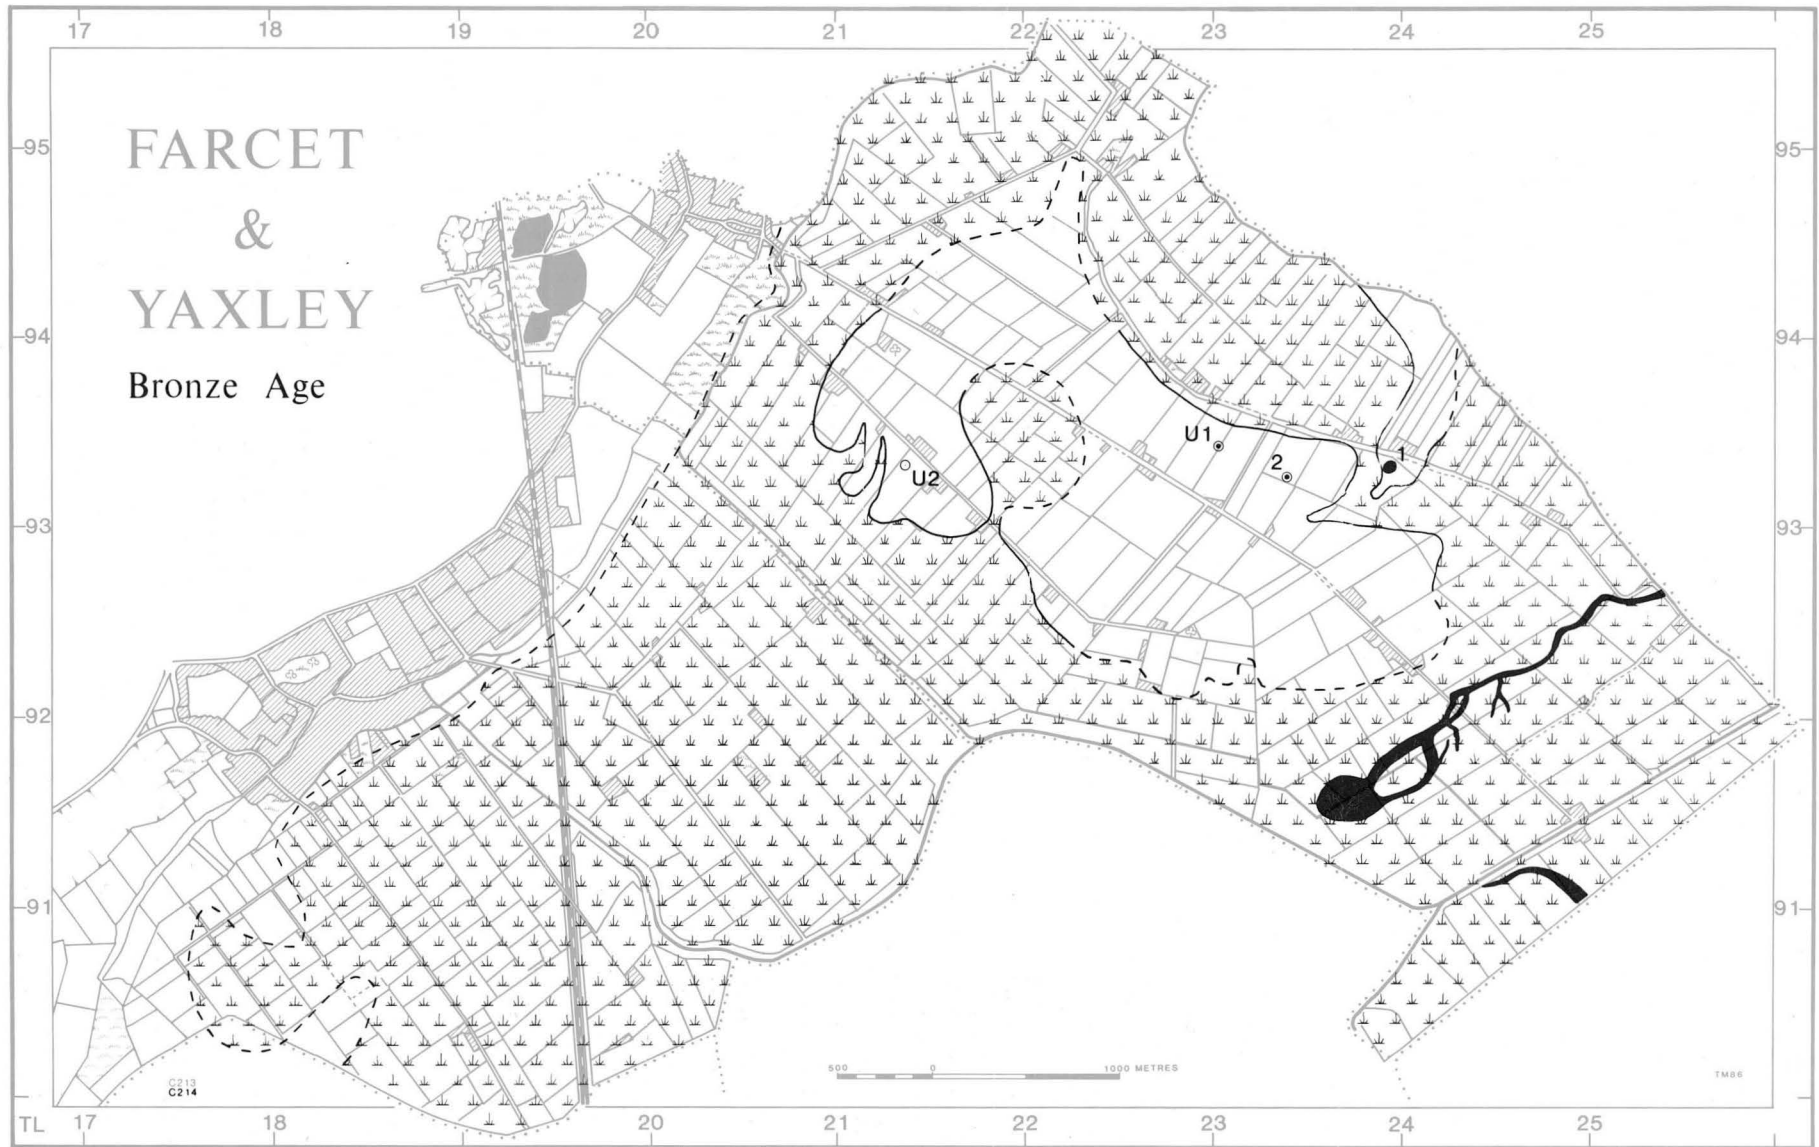 17 18 19 20 21 22 23 24 25
FARCET
&
YAXLEY
Bronze Age
95 95
94 94
93 93
92 92
91 91
U1
2
1
U2
500 0 1000 METRES
TM86
C213
C214
TL 17 18 19 20 21 22 23 24 25